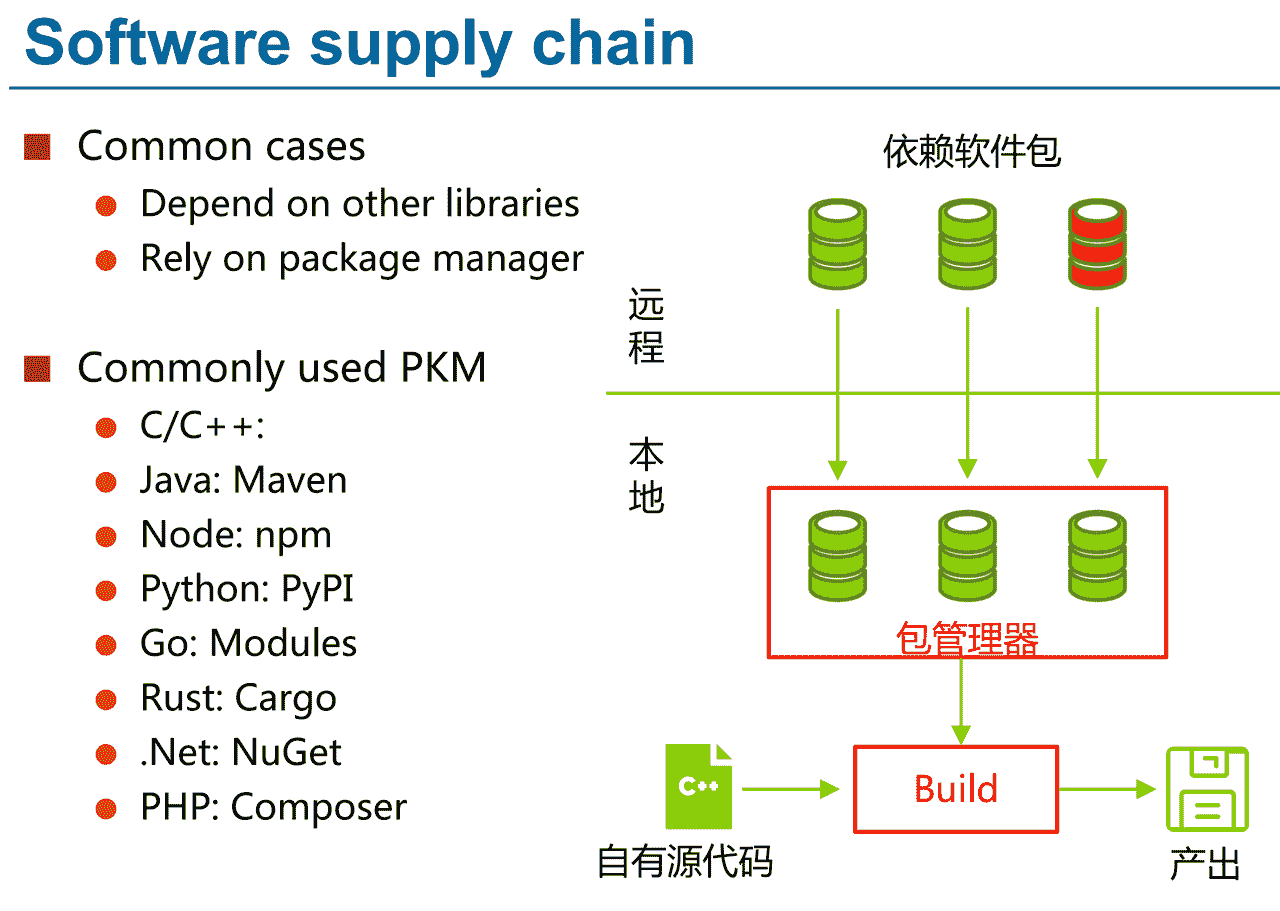 Software supply chain
Common cases
Depend on other libraries
Rely on package manager
Commonly used PKM
C/C++:
Java: Maven
Node: npm
Python: PyPI
Go: Modules
Rust: Cargo
.Net: NuGet
PHP: Composer
依赖软件包
远
程
本
地
包管理器
C++
Build
自有源代码
产出